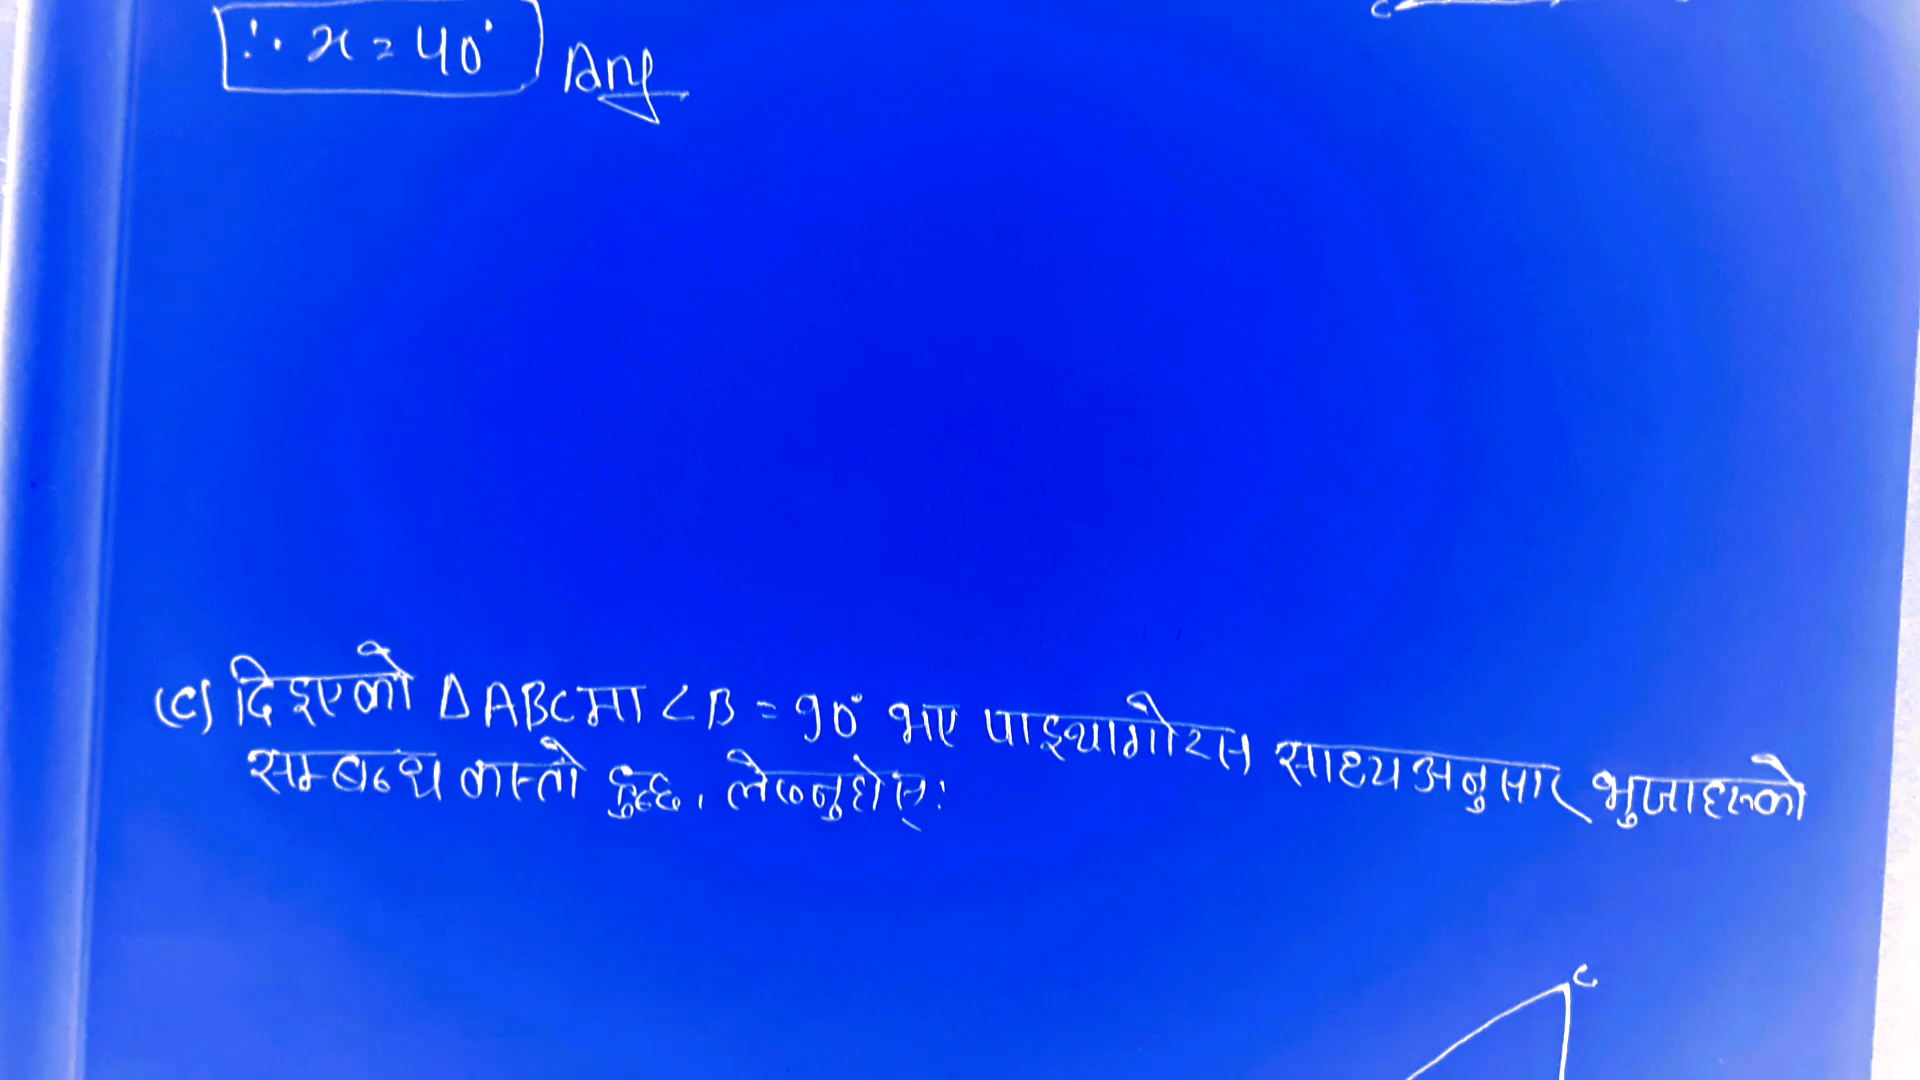 ∴ x = 40° Ans
C
(c) दिइएको Δ ABC मा ∠B = 90° भए पाइथागोरस साध्य अनुसार भुजाहरूको
सम्बन्ध कस्तो हुन्छ, लेख्नुहोस्:
C